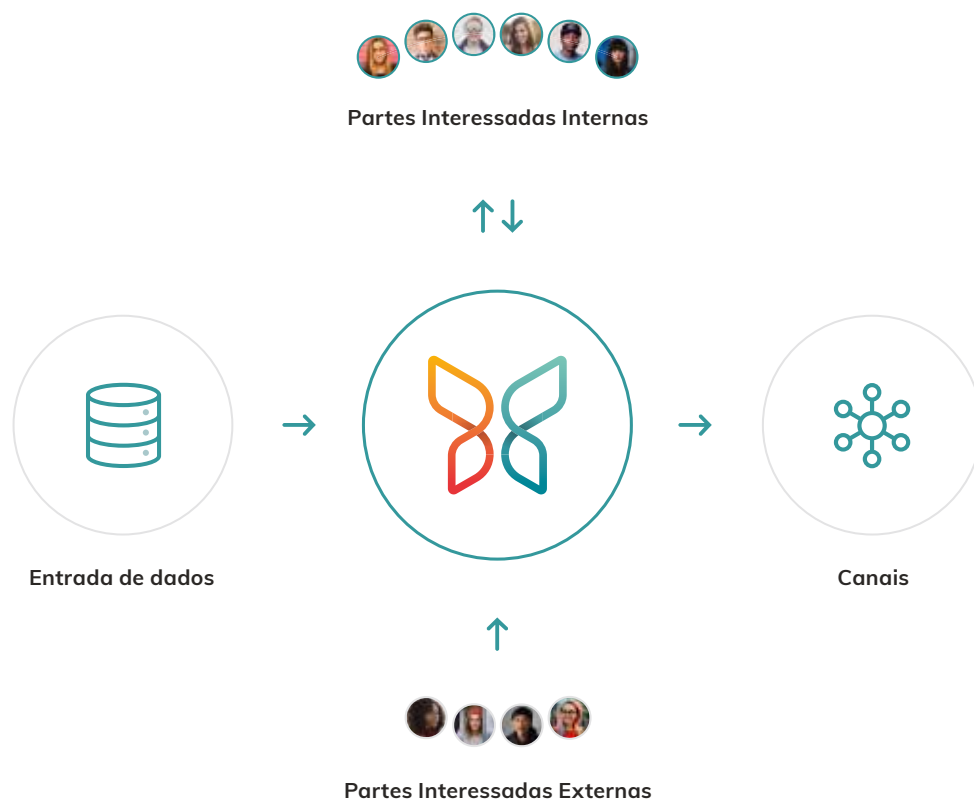 Partes Interessadas Internas
Entrada de dados
Canais
Partes Interessadas Externas